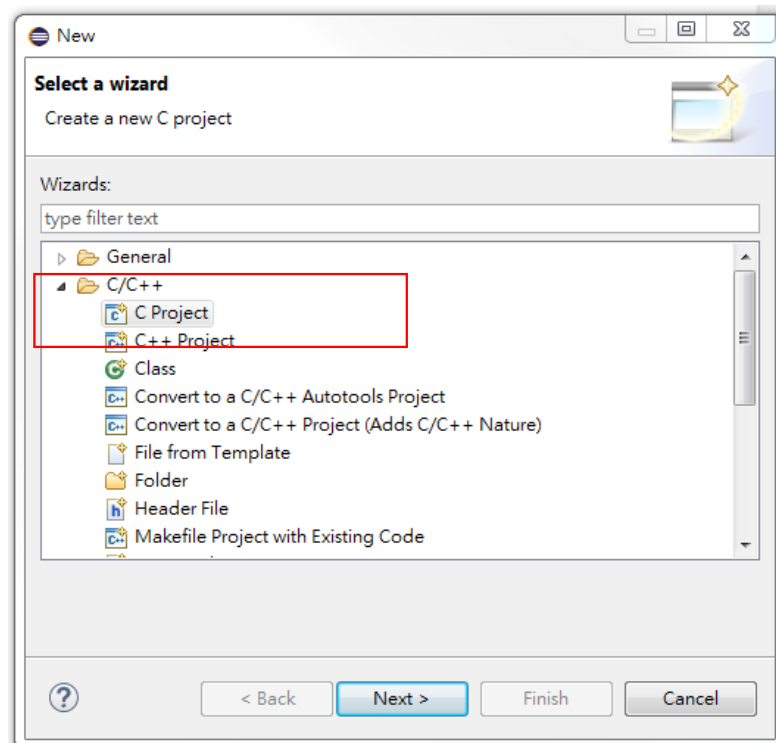 New
Select a wizard
Create a new C project
Wizards:
type filter text
General
C/C++
C Project
C++ Project
Class
Convert to a C/C++ Autotools Project
Convert to a C/C++ Project (Adds C/C++ Nature)
File from Template
Folder
Header File
Makefile Project with Existing Code
< Back Next > Finish Cancel